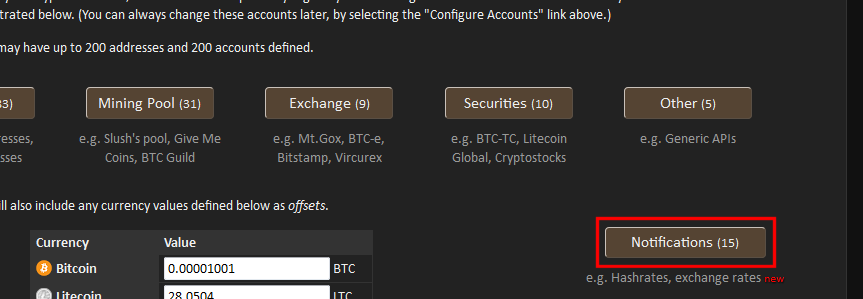 trated below. (You can always change these accounts later, by selecting the "Configure Accounts" link above.)
may have up to 200 addresses and 200 accounts defined.
33) Mining Pool (31) Exchange (9) Securities (10) Other (5)
resses, e.g. Slush's pool, Give Me e.g. Mt.Gox, BTC-e, e.g. BTC-TC, Litecoin e.g. Generic APIs
sses Coins, BTC Guild Bitstamp, Vircurex Global, Cryptostocks
ll also include any currency values defined below as offsets.
Currency Value Notifications (15)
Bitcoin 0.00001001 BTC
e.g. Hashrates, exchange rates new
Litecoin 28.0504 LTC